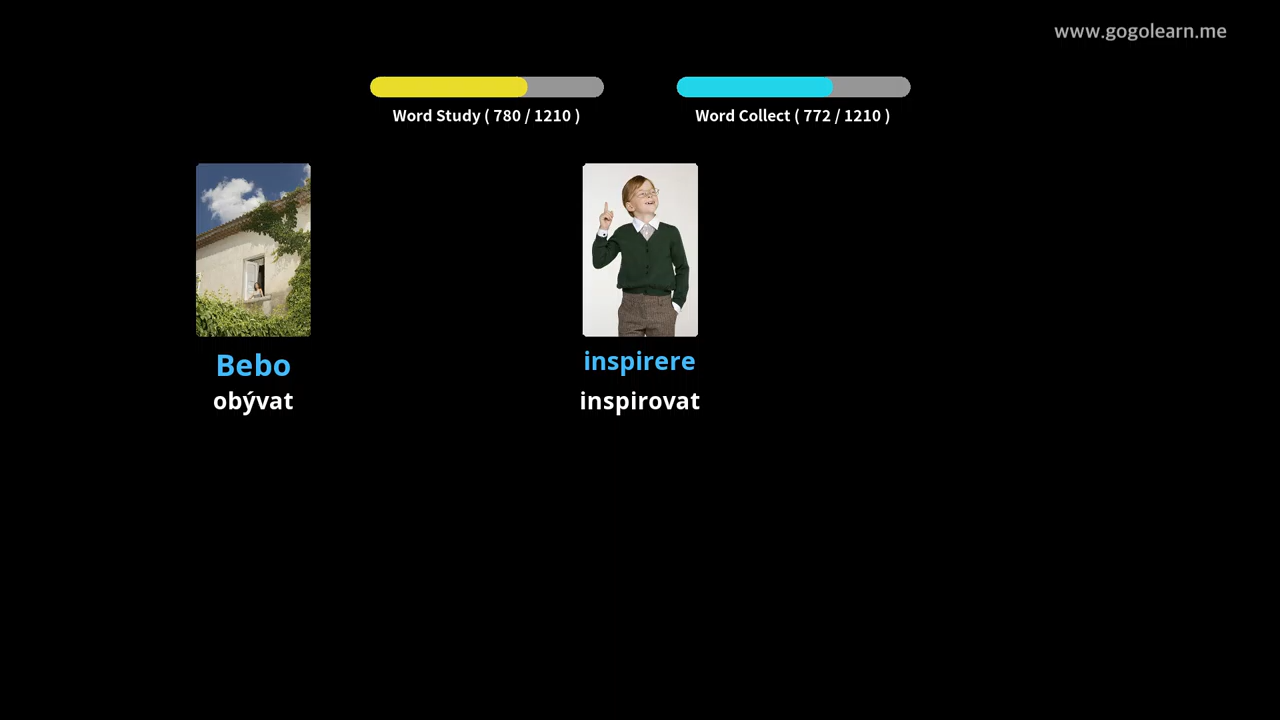 www.gogolearn.me
Word Study ( 780 / 1210 )
Word Collect ( 772 / 1210 )
Bebo
obývat
inspirere
inspirovat